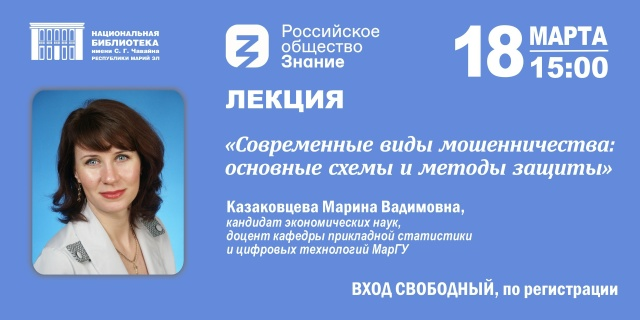 НАЦИОНАЛЬНАЯ
БИБЛИОТЕКА
имени С. Г. Чавайна
РЕСПУБЛИКИ МАРИЙ ЭЛ
Российское
общество
Знание
18 МАРТА
15:00
ЛЕКЦИЯ
«Современные виды мошенничества:
основные схемы и методы защиты»
Казаковцева Марина Вадимовна,
кандидат экономических наук,
доцент кафедры прикладной статистики
и цифровых технологий МарГУ
ВХОД СВОБОДНЫЙ, по регистрации